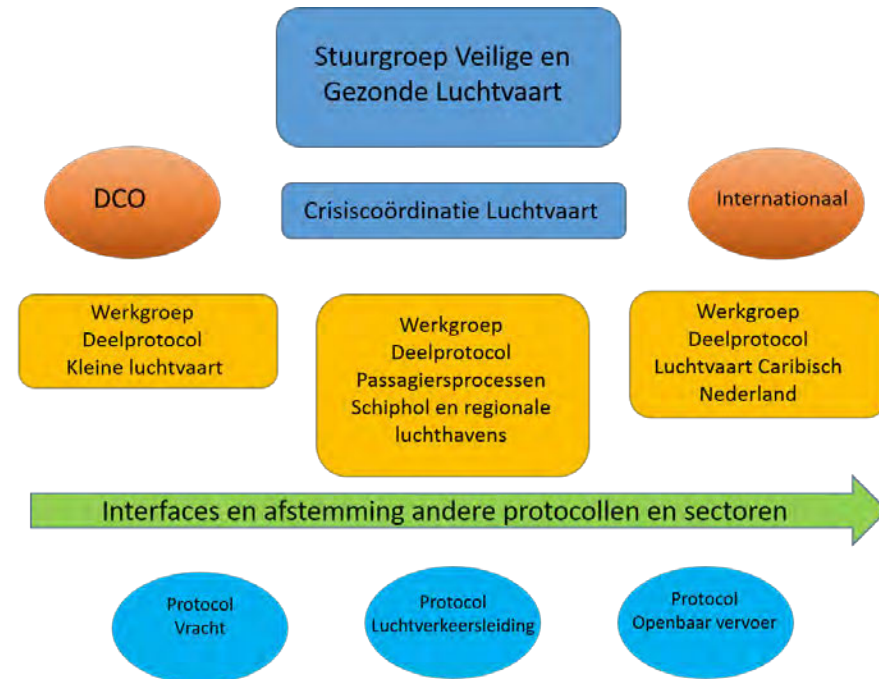 Stuurgroep Veilige en
Gezonde Luchtvaart
DCO
Crisiscoördinatie Luchtvaart
Internationaal
Werkgroep
Deelprotocol
Kleine luchtvaart
Werkgroep
Deelprotocol
Passagiersprocessen
Schiphol en regionale
luchthavens
Werkgroep
Deelprotocol
Luchtvaart Caribisch
Nederland
Interfaces en afstemming andere protocollen en sectoren
Protocol
Vracht
Protocol
Luchtverkeersleiding
Protocol
Openbaar vervoer